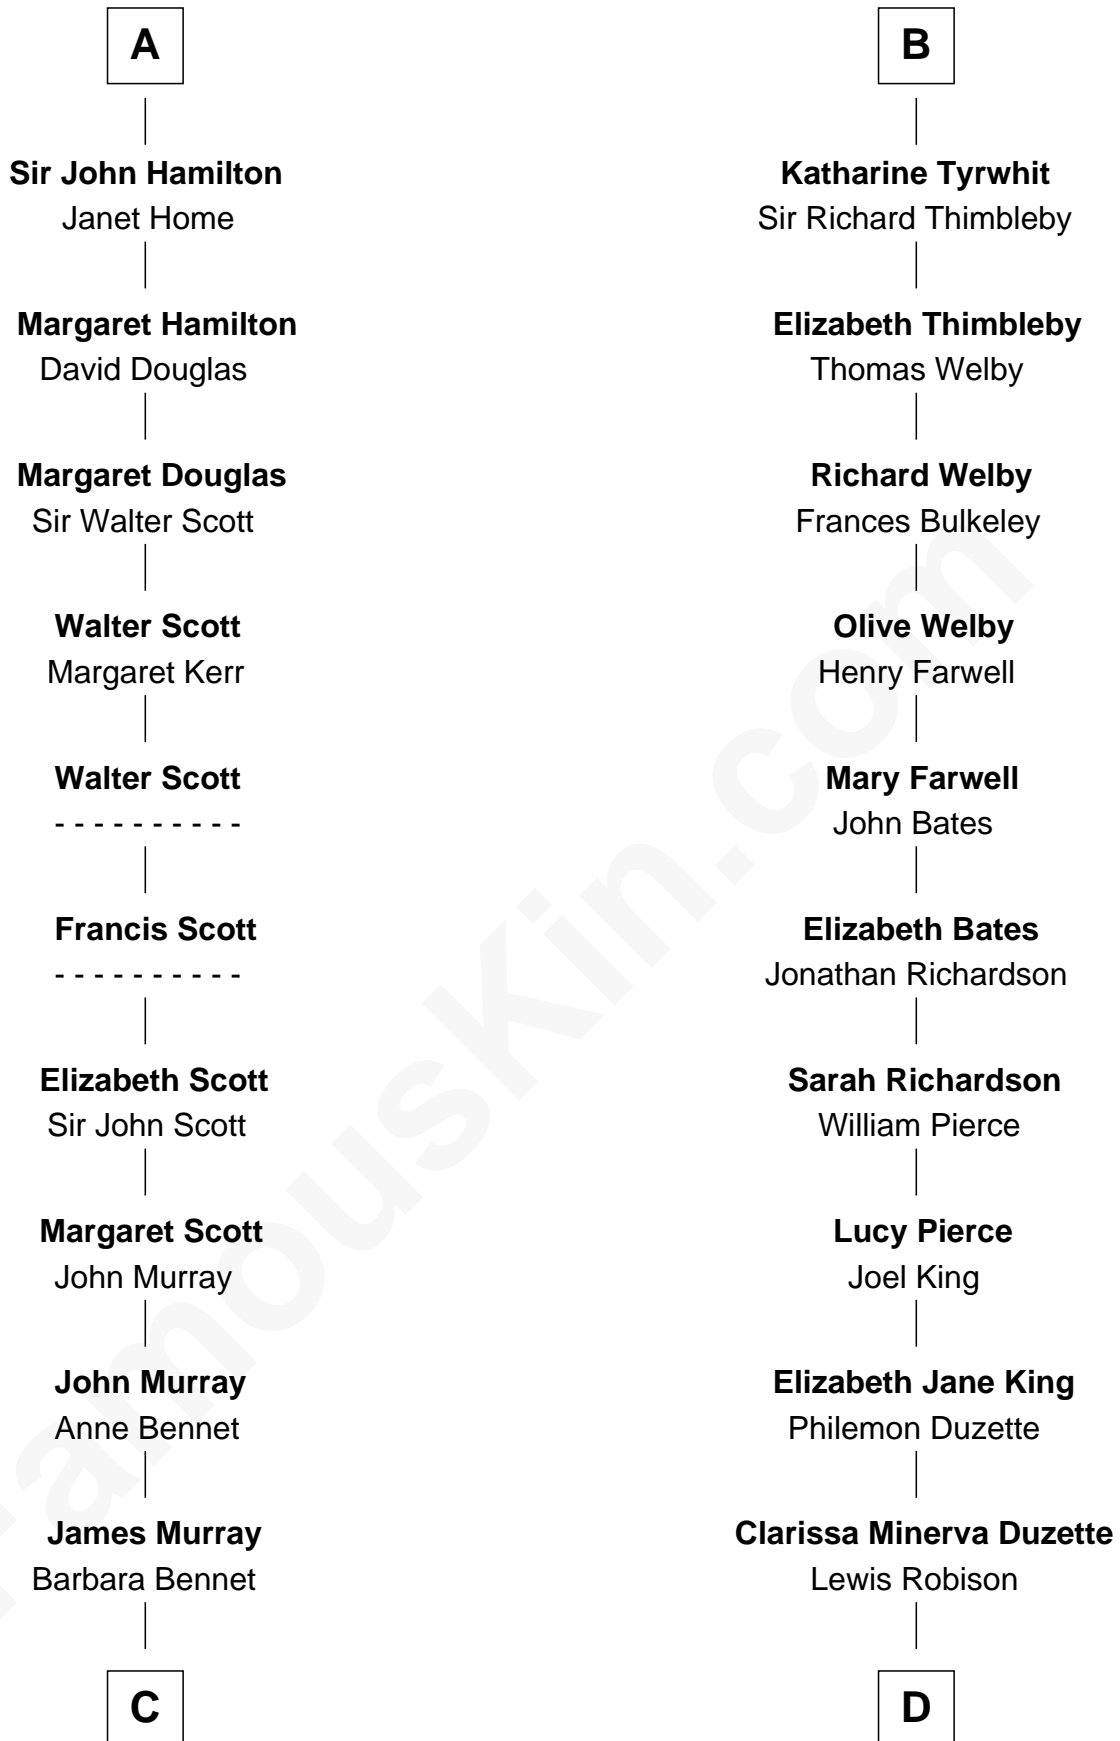 A
Sir John Hamilton
Janet Home
Margaret Hamilton
David Douglas
Margaret Douglas
Sir Walter Scott
Walter Scott
Margaret Kerr
Walter Scott
- - - - - - - - - -
Francis Scott
- - - - - - - - - -
Elizabeth Scott
Sir John Scott
Margaret Scott
John Murray
John Murray
Anne Bennet
James Murray
Barbara Bennet
C
B
Katharine Tyrwhit
Sir Richard Thimbleby
Elizabeth Thimbleby
Thomas Welby
Richard Welby
Frances Bulkeley
Olive Welby
Henry Farwell
Mary Farwell
John Bates
Elizabeth Bates
Jonathan Richardson
Sarah Richardson
William Pierce
Lucy Pierce
Joel King
Elizabeth Jane King
Philemon Duzette
Clarissa Minerva Duzette
Lewis Robison
D
FamousKin.com